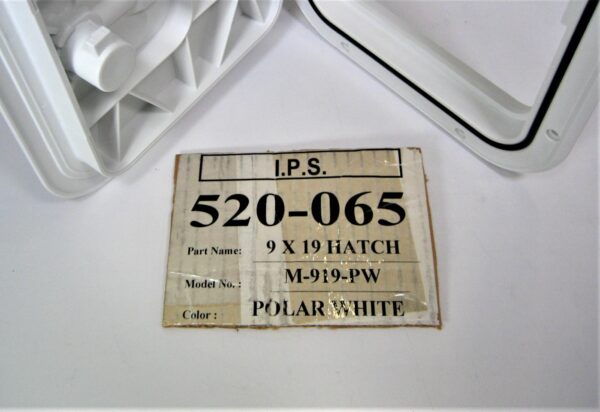 I.P.S.
520-065
Part Name: 9 X 19 HATCH
Model No. : M-919-PW
Color : POLAR WHITE